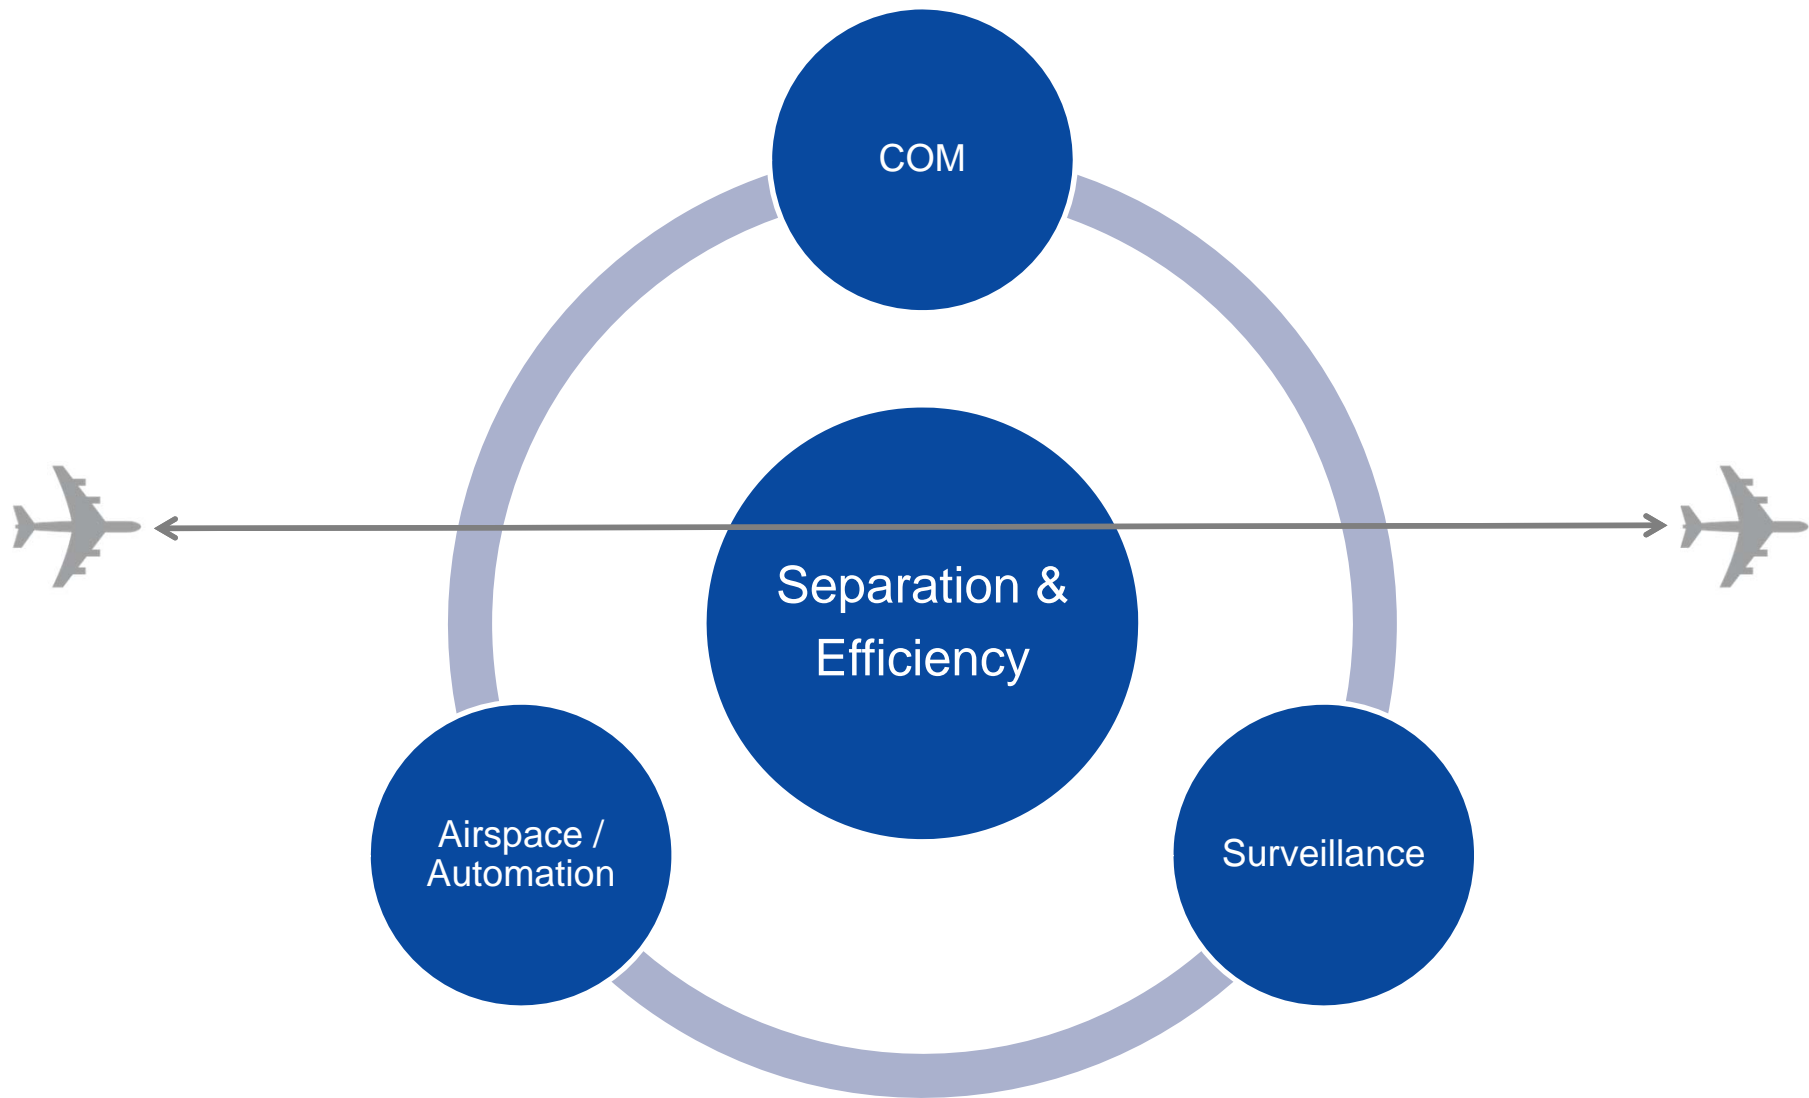 COM
Separation &
Efficiency
Airspace /
Automation
Surveillance